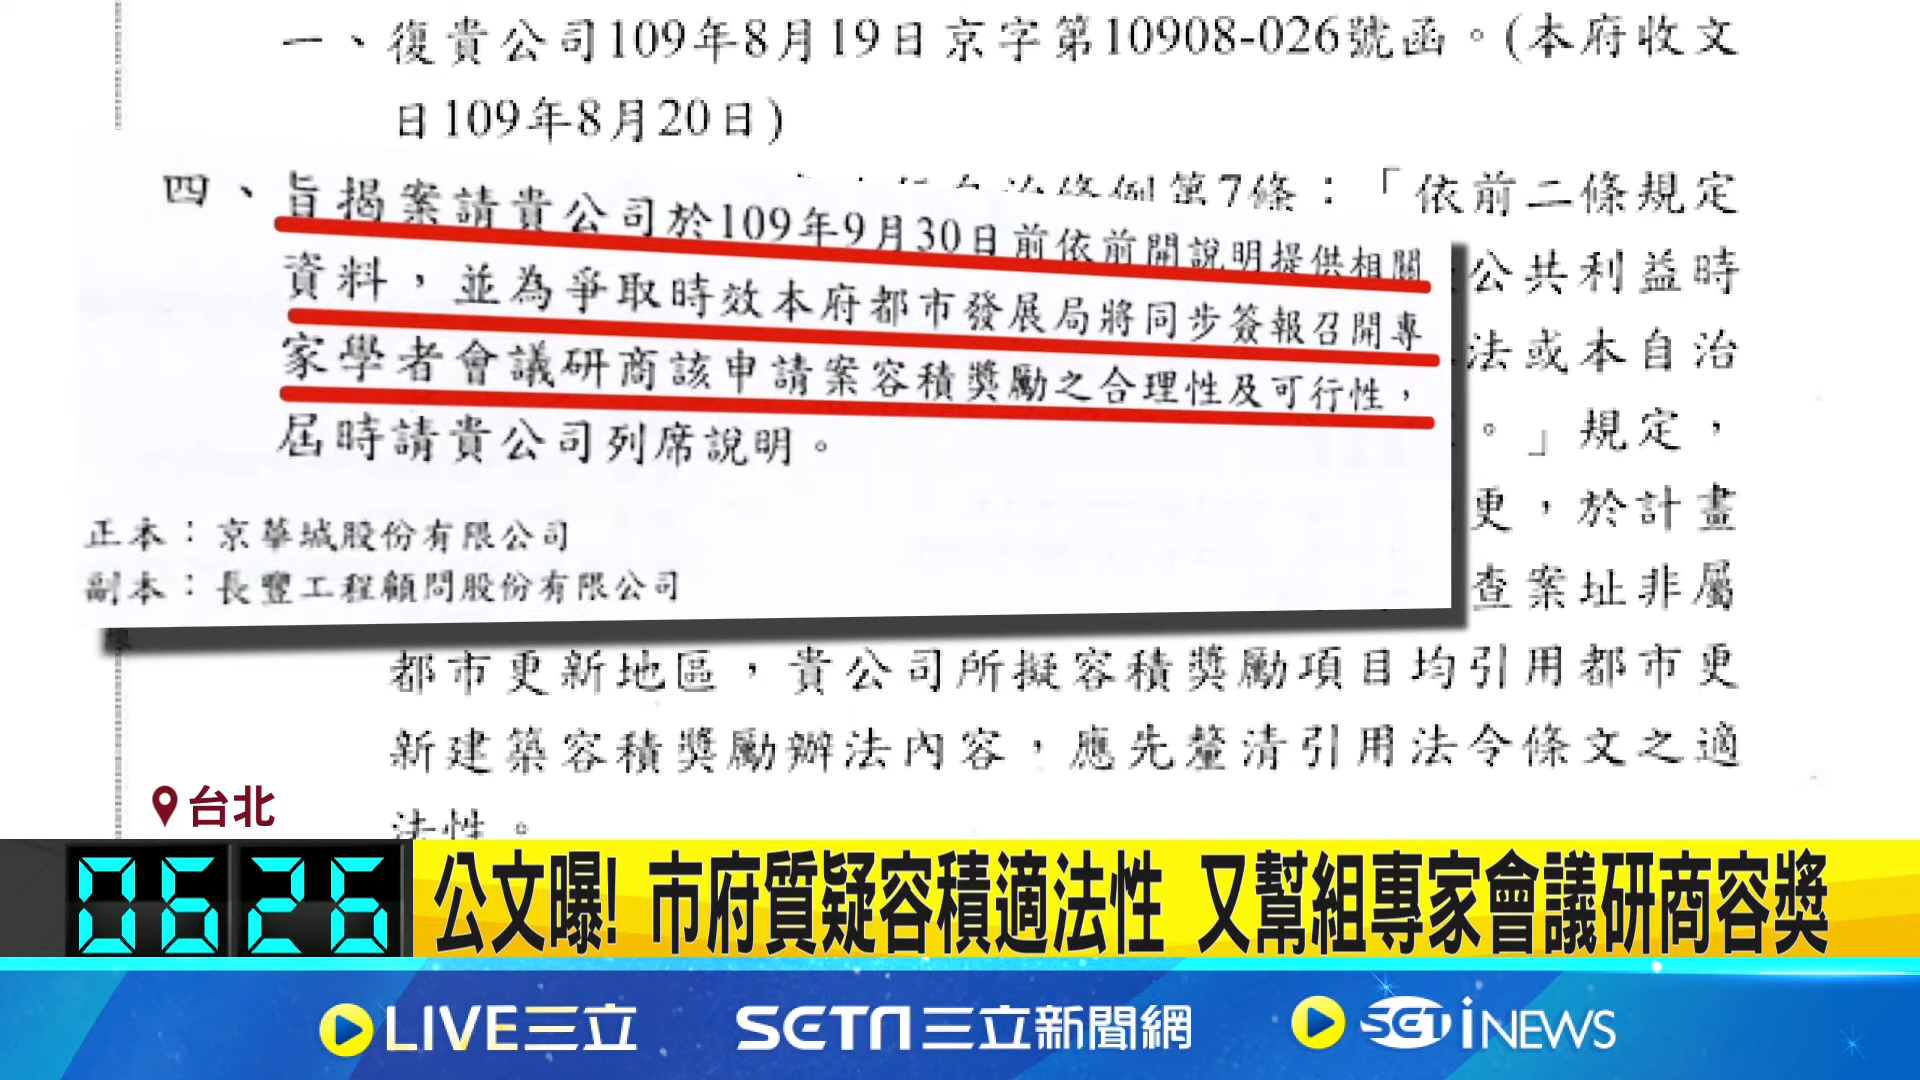 一、復貴公司109年8月19日京字第10908-026號函。(本府收文
日109年8月20日)
第7條：「依前二條規定
公共利益時
法或本自治
。」規定，
更，於計畫
查案址非屬
四、旨揭案請貴公司於109年9月30日前依前開說明提供相關
資料，並為爭取時效本府都市發展局將同步簽報召開專
家學者會議研商該申請案容積獎勵之合理性及可行性，
屆時請貴公司列席說明。
正本：京華城股份有限公司
副本：長豐工程顧問股份有限公司
都市更新地區，貴公司所擬容積獎勵項目均引用都市更
新建築容積獎勵辦法內容，應先釐清引用法令條文之適
法性。
台北
06:26
公文曝! 市府質疑容積適法性 又幫組專家會議研商容獎
LIVE三立 SETN三立新聞網 SET iNEWS